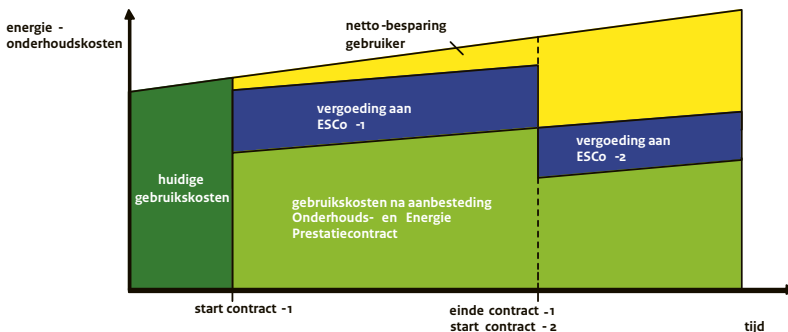 energie -
onderhoudskosten
netto-besparing
gebruiker
vergoeding aan
ESCo -1
vergoeding aan
ESCo -2
huidige
gebruikskosten
gebruikskosten na aanbesteding
Onderhouds- en Energie
Prestatiecontract
start contract -1
einde contract -1
start contract -2
tijd